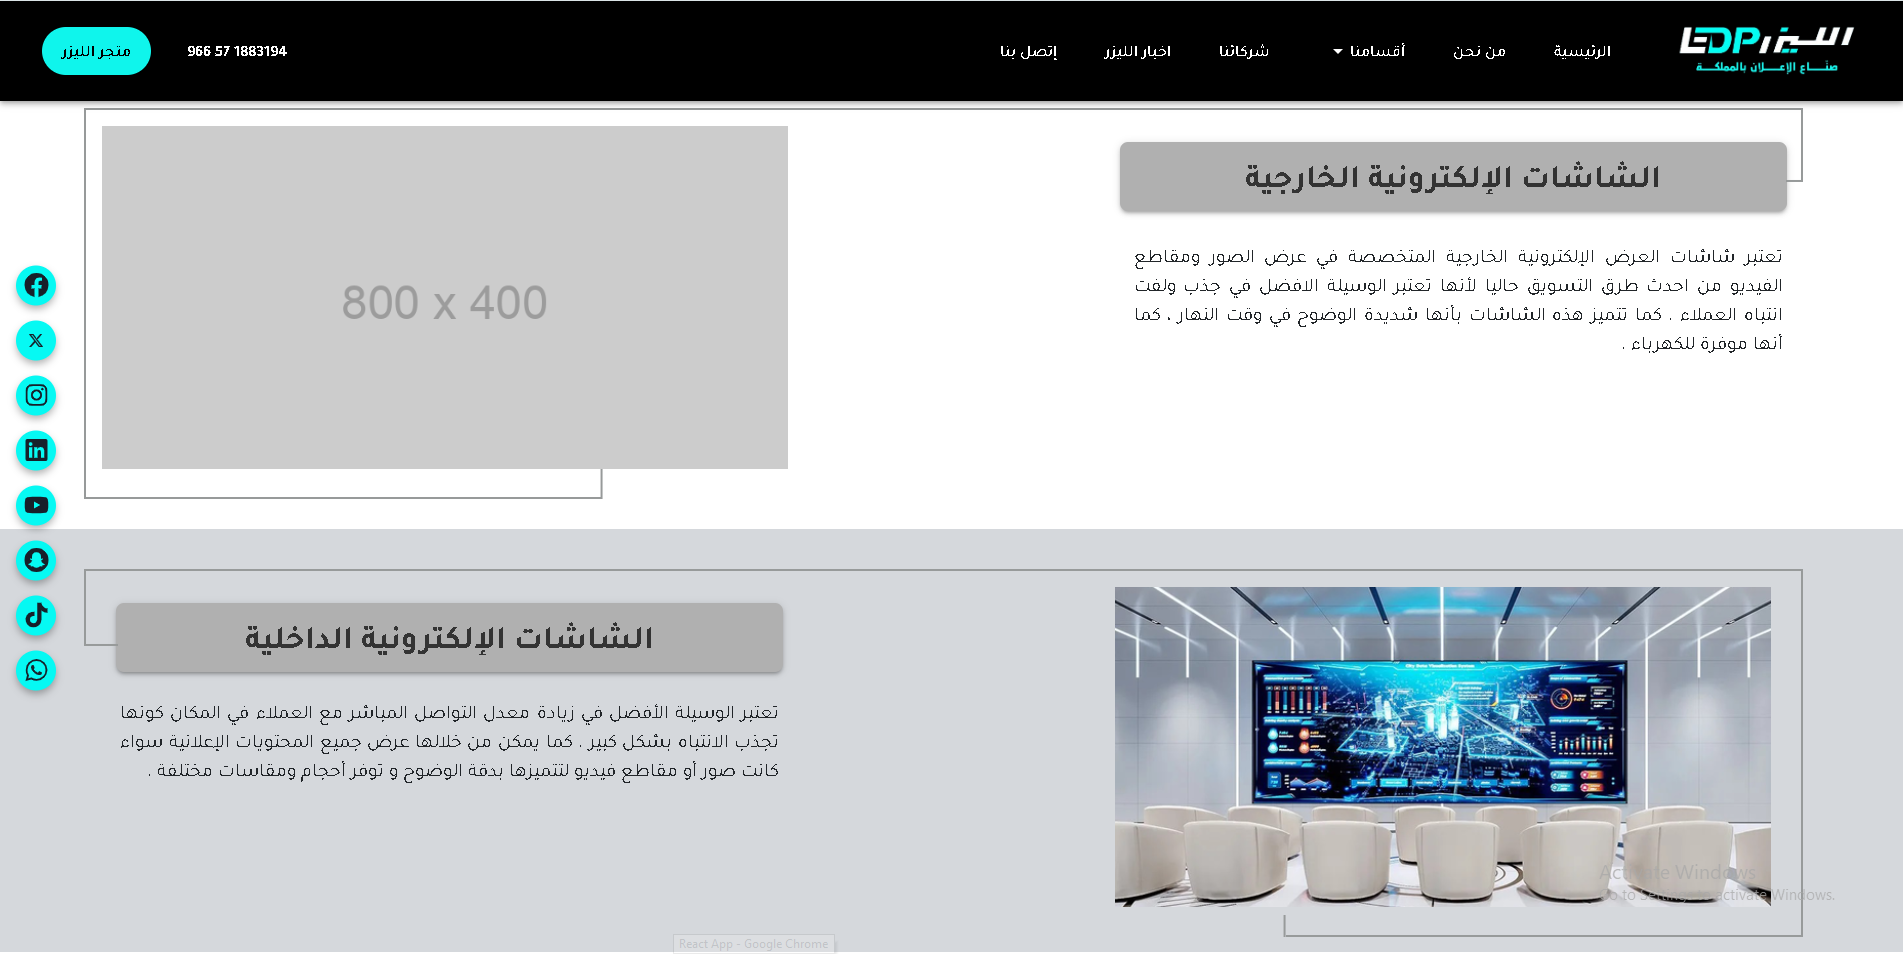 الليزر LEDP
صنّاع الإعلان بالمملكة
الرئيسية
من نحن
أقسامنا
شركائنا
اخبار الليزر
إتصل بنا
966 57 1883194
متجر الليزر
الشاشات الإلكترونية الخارجية
تعتبر شاشات العرض الإلكترونية الخارجية المتخصصة في عرض الصور ومقاطع
الفيديو من احدث طرق التسويق حاليا لأنها تعتبر الوسيلة الافضل في جذب ولفت
انتباه العملاء . كما تتميز هذه الشاشات بأنها شديدة الوضوح في وقت النهار ، كما
أنها موفرة للكهرباء .
800 x 400
الشاشات الإلكترونية الداخلية
تعتبر الوسيلة الأفضل في زيادة معدل التواصل المباشر مع العملاء في المكان كونها
تجذب الانتباه بشكل كبير . كما يمكن من خلالها عرض جميع المحتويات الإعلانية سواء
كانت صور أو مقاطع فيديو لتتميزها بدقة الوضوح و توفر أحجام ومقاسات مختلفة .
Activate Windows
Go to Settings to activate Windows.
React App - Google Chrome